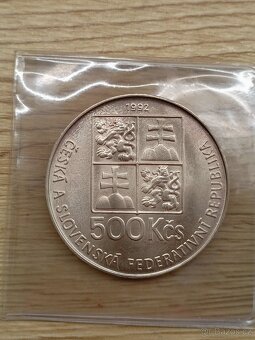 1992
ČESKÁ A SLOVENSKÁ FEDERATIVNÍ REPUBLIKA
500 Kčs